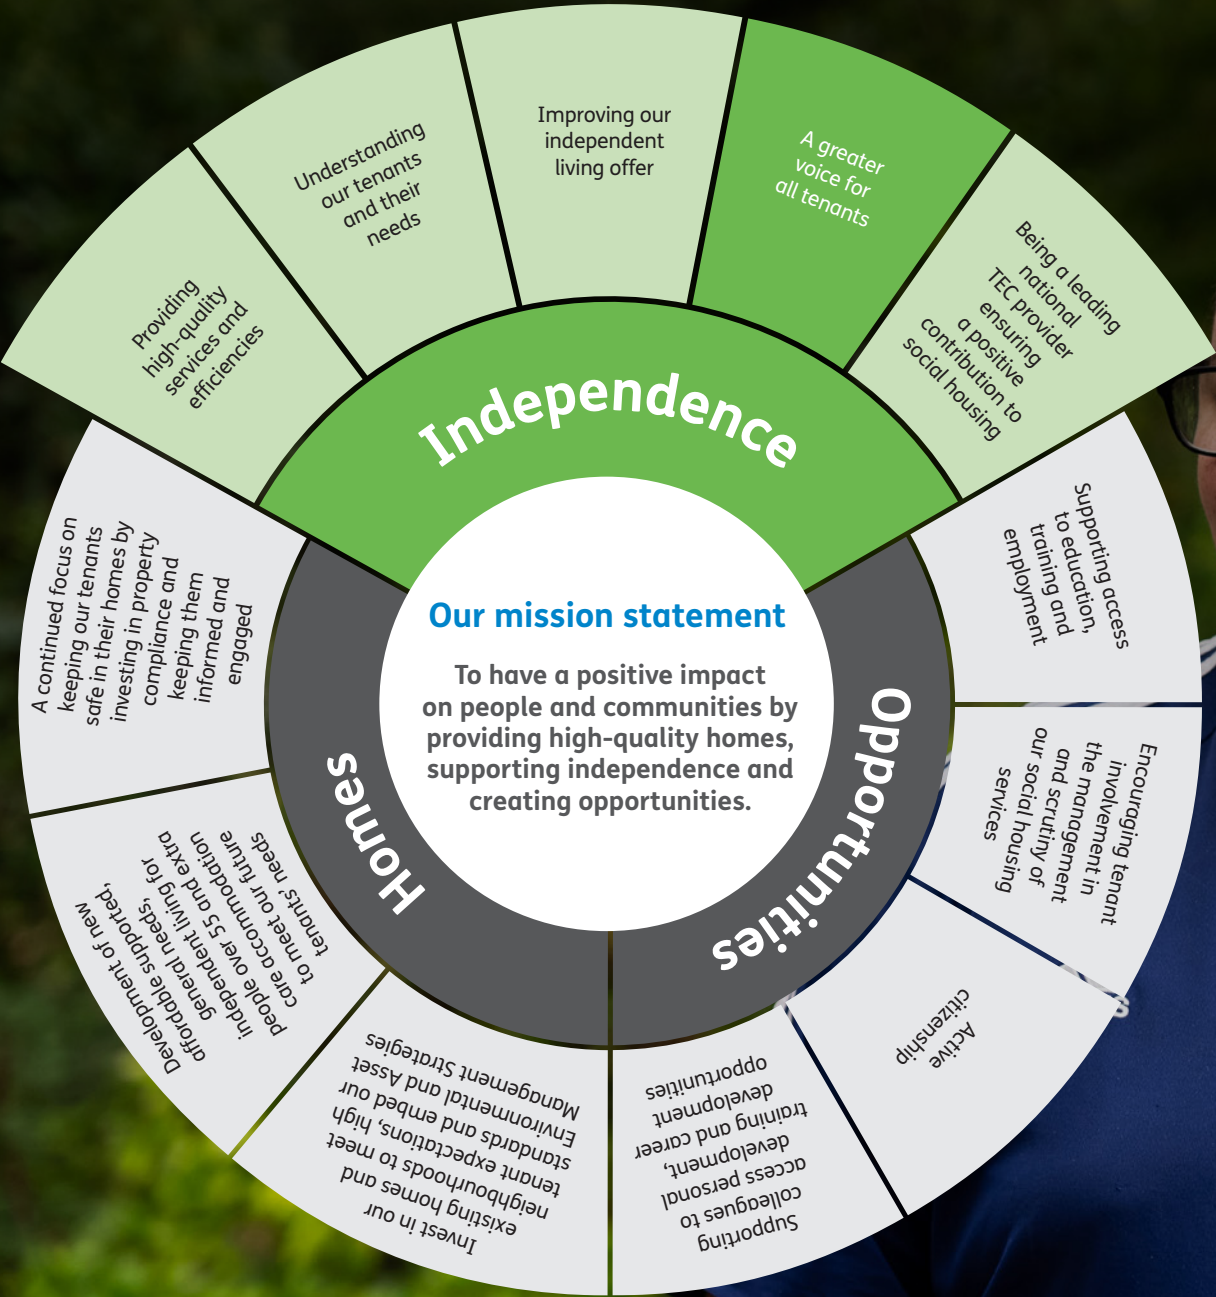 Our mission statement
To have a positive impact
on people and communities by
providing high-quality homes,
supporting independence and
creating opportunities.
Independence
Providing
high-quality
services and
efficiencies
Understanding
our tenants
and their
needs
Improving our
independent
living offer
A greater
voice for
all tenants
Being a leading
national
TEC provider
ensuring
a positive
contribution to
social housing
Opportunities
Supporting access
to education,
training and
employment
Encouraging tenant
involvement in
the management
and scrutiny of
our social housing
services
Active
citizenship
Supporting
colleagues to
access personal
development,
training and career
development
opportunities
Homes
Invest in our
existing homes and
neighbourhoods to meet
tenant expectations, high
standards and embed our
Environmental and Asset
Management Strategies
Development of new
affordable supported,
general needs,
independent living for
people over 55 and extra
care accommodation
to meet our future
tenants' needs
A continued focus on
keeping our tenants
safe in their homes by
investing in property
compliance and
keeping them
informed and
engaged